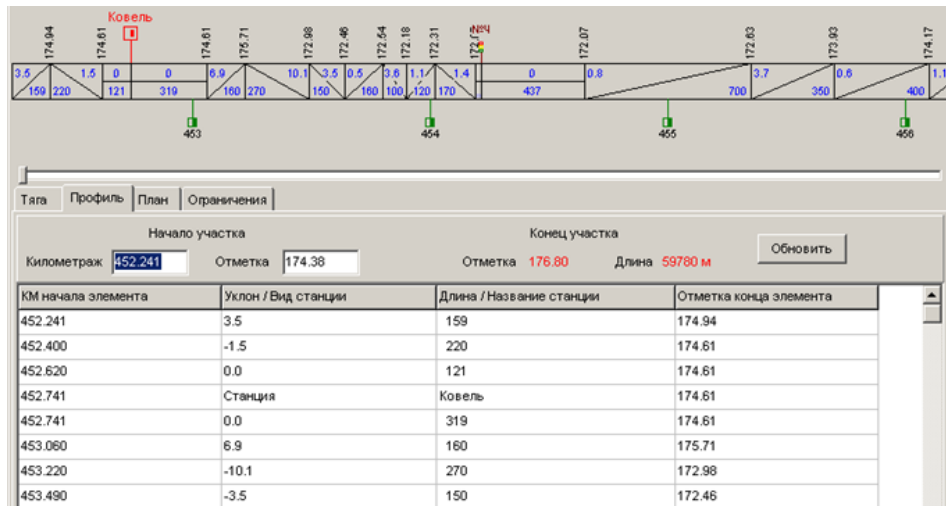 Ковель
174.94 174.61 174.61 175.71 172.98 172.46 172.54 172.18 172.31 172.07 172.63 173.93 174.17
3.5 1.5 0 0 6.9 10.1 3.5 0.5 3.6 1.1 1.4 0 0.8 3.7 0.6 1.1
159 220 121 319 160 270 150 160 100 120 170 437 700 350 400
453 454 455 456
Тяга Профиль План Ограничения
Начало участка Конец участка
Километраж 452.241 Отметка 174.38 Отметка 176.80 Длина 59780 м Обновить
КМ начала элемента Уклон / Вид станции Длина / Название станции Отметка конца элемента
452.241 3.5 159 174.94
452.400 -1.5 220 174.61
452.620 0.0 121 174.61
452.741 Станция Ковель 174.61
452.741 0.0 319 174.61
453.060 6.9 160 175.71
453.220 -10.1 270 172.98
453.490 -3.5 150 172.46